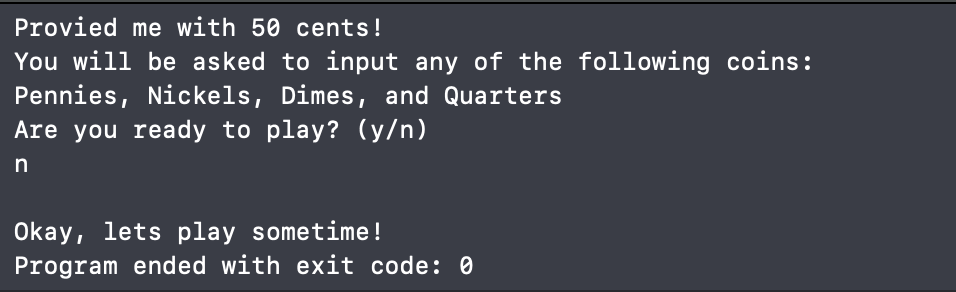 Provied me with 50 cents!
You will be asked to input any of the following coins:
Pennies, Nickels, Dimes, and Quarters
Are you ready to play? (y/n)
n
Okay, lets play sometime!
Program ended with exit code: 0